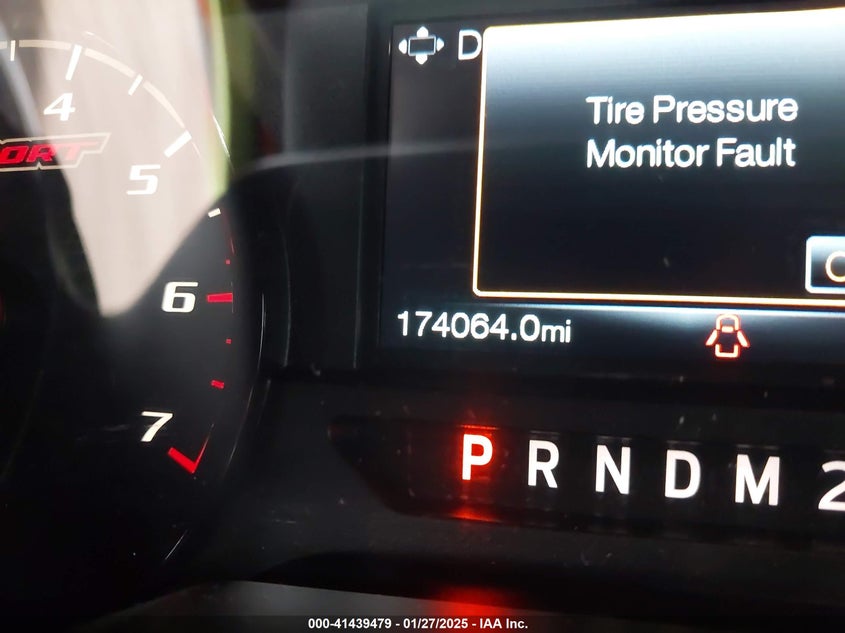 4
ORT
5
6
7
D
Tire Pressure
Monitor Fault
174064.0mi
P R N D M 2
000-41439479 - 01/27/2025 - IAA Inc.